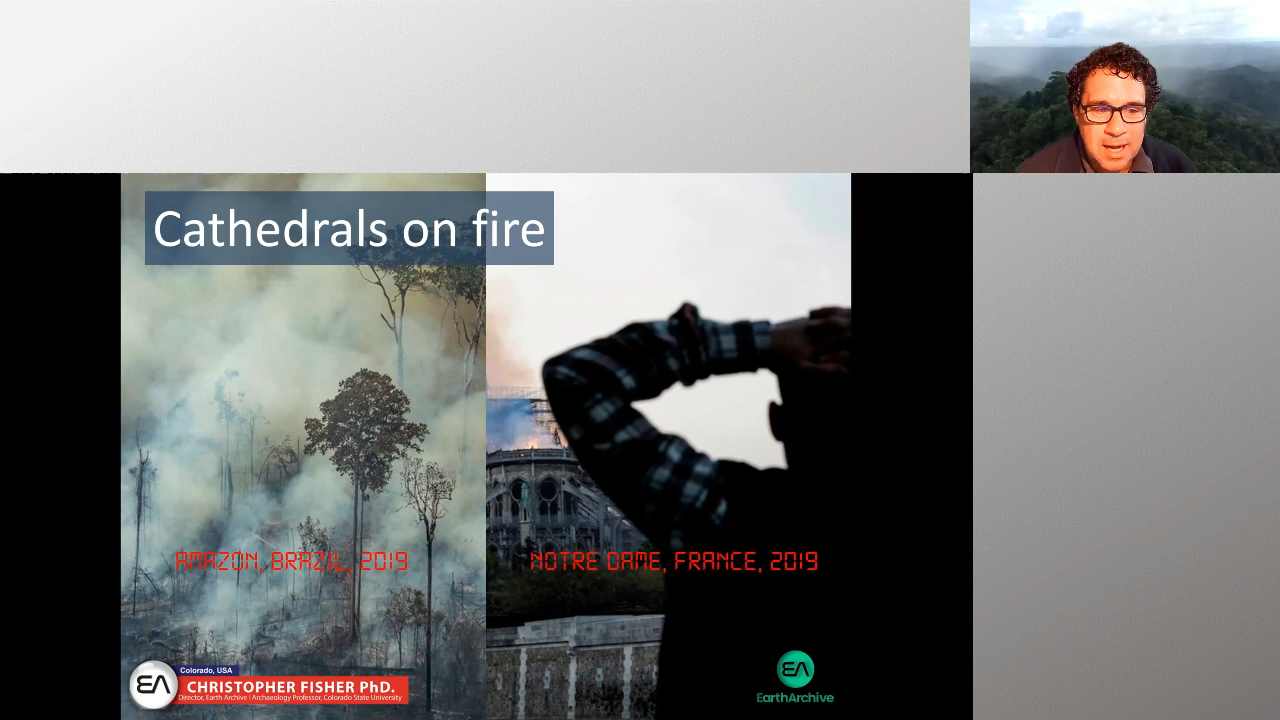 Cathedrals on fire
AMAZON, BRAZIL, 2019
NOTRE DAME, FRANCE, 2019
Colorado, USA
EA
CHRISTOPHER FISHER PhD.
Director, Earth Archive | Archaeology Professor, Colorado State University
EA
EarthArchive